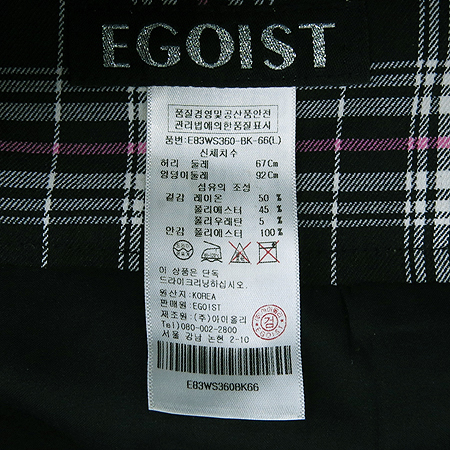 EGOIST
품질경영및공산품안전
관리법에의한품질표시
품번:E83WS360-BK-66(L)
신체치수
허리 둘레 67Cm
엉덩이둘레 92Cm
섬유의 조성
겉감 레이온 50 %
폴리에스터 45 %
폴리우레탄 5 %
안감 폴리에스터 100%
이 상품은 단독
드라이크리닝하십시오.
원산지:KOREA
판매원:EGOIST
제조원:(주)아이올리
Tel)080-002-2800
서울 강남 논현 2-10
검
EGOIST
E83WS360BK66